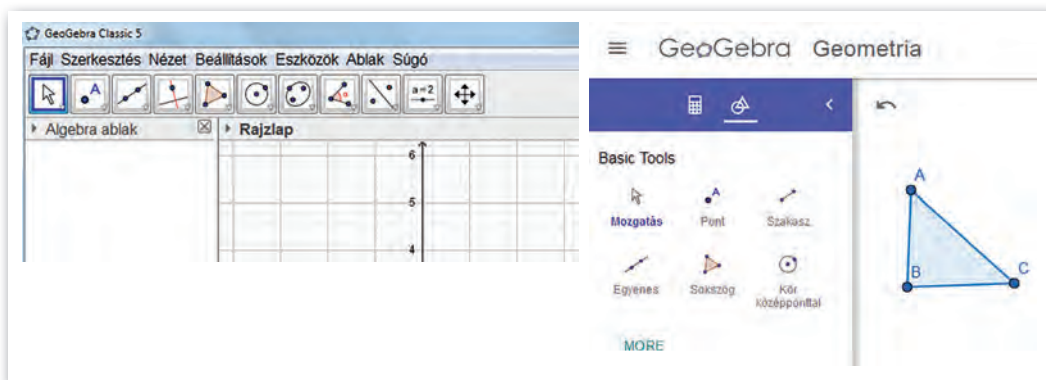 GeoGebra Classic 5
Fájl Szerkesztés Nézet Beállítások Eszközök Ablak Súgó
A
a=2
Algebra ablak
Rajzlap
6
5
4
GeoGebra Geometria
Basic Tools
A
Mozgatás Pont Szakasz
Egyenes Sokszög Kör
középponttal
MORE
A
B
C